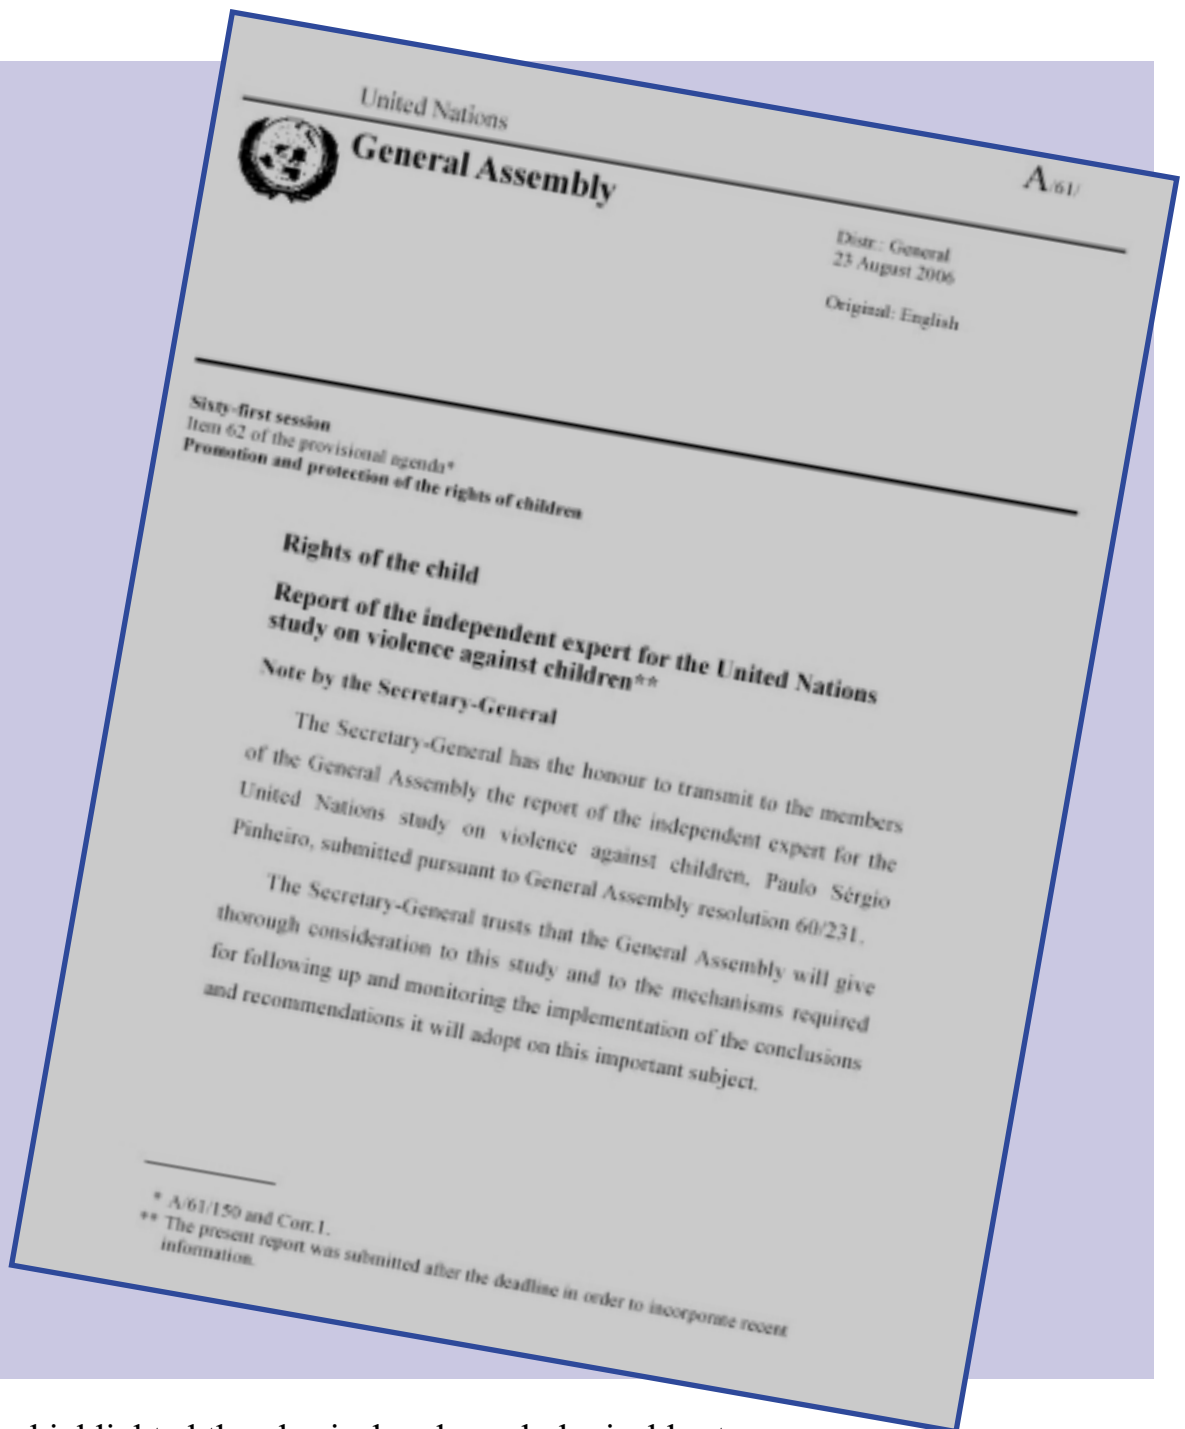 United Nations
A/61/
General Assembly
Distr.: General
23 August 2006
Original: English
Sixty-first session
Item 62 of the provisional agenda*
Promotion and protection of the rights of children
Rights of the child
Report of the independent expert for the United Nations
study on violence against children**
Note by the Secretary-General
The Secretary-General has the honour to transmit to the members
of the General Assembly the report of the independent expert for the
United Nations study on violence against children, Paulo Sérgio
Pinheiro, submitted pursuant to General Assembly resolution 60/231.
The Secretary-General trusts that the General Assembly will give
thorough consideration to this study and to the mechanisms required
for following up and monitoring the implementation of the conclusions
and recommendations it will adopt on this important subject.
* A/61/150 and Corr.1.
** The present report was submitted after the deadline in order to incorporate recent
information.